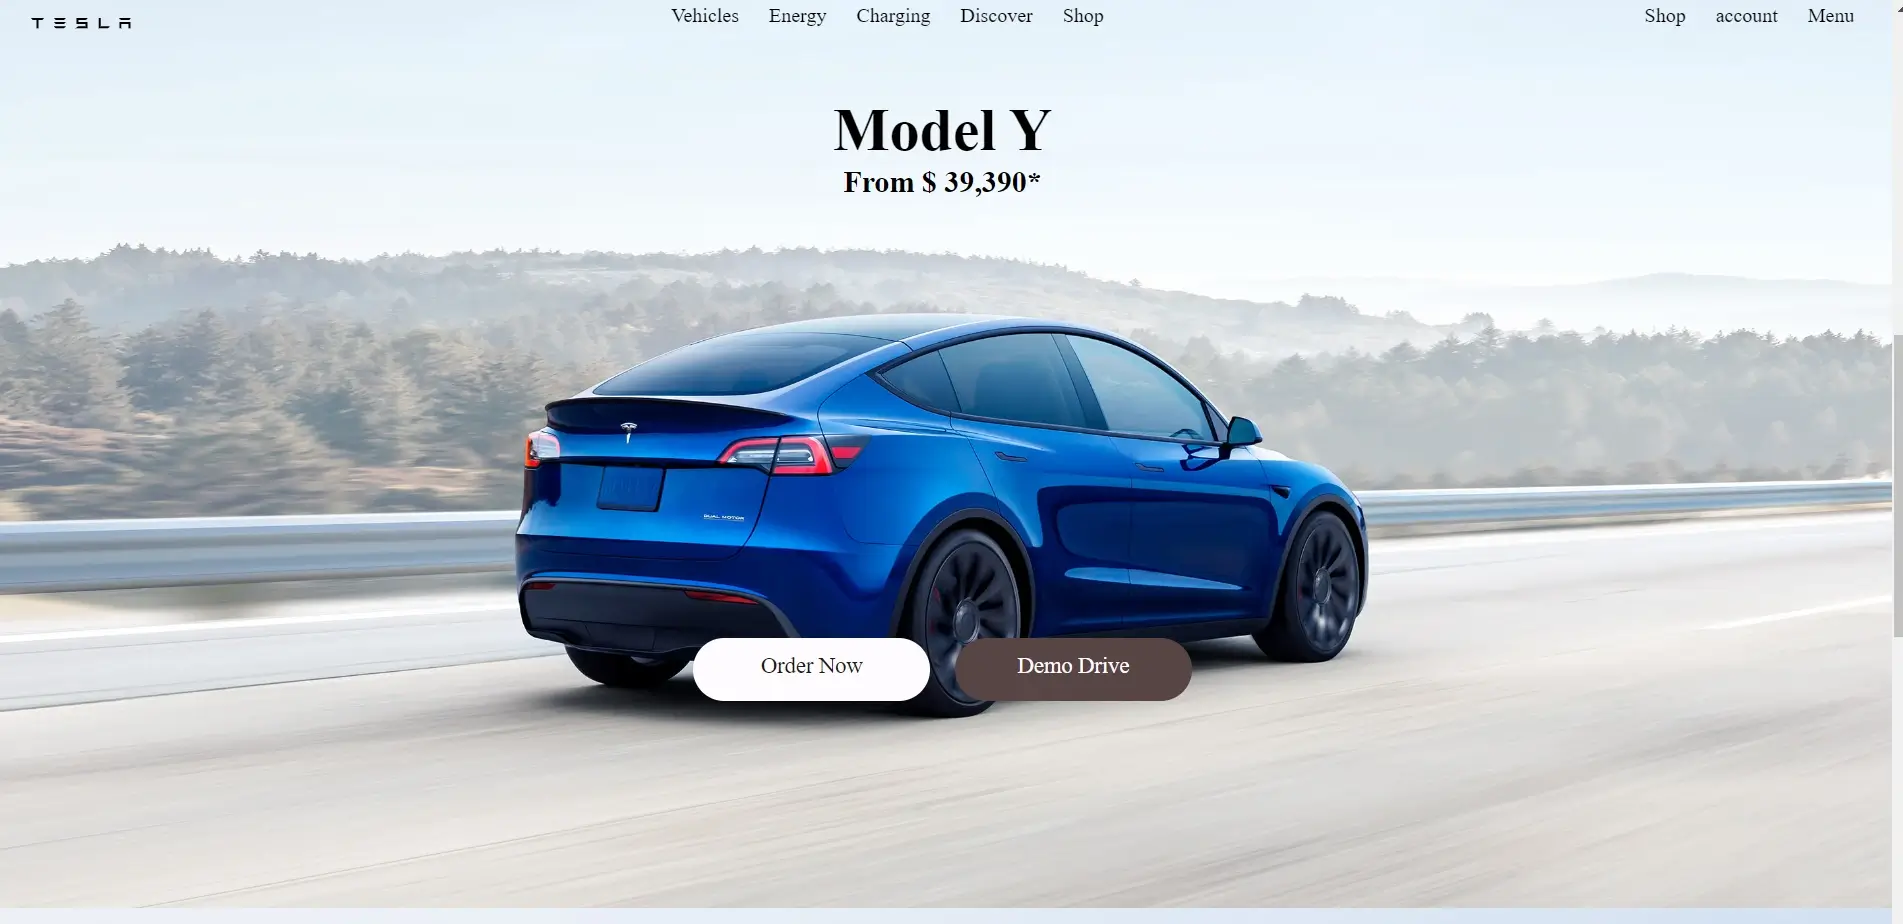 TESLA
Vehicles Energy Charging Discover Shop
Shop account Menu
Model Y
From $ 39,390*
DUAL MOTOR
Order Now
Demo Drive